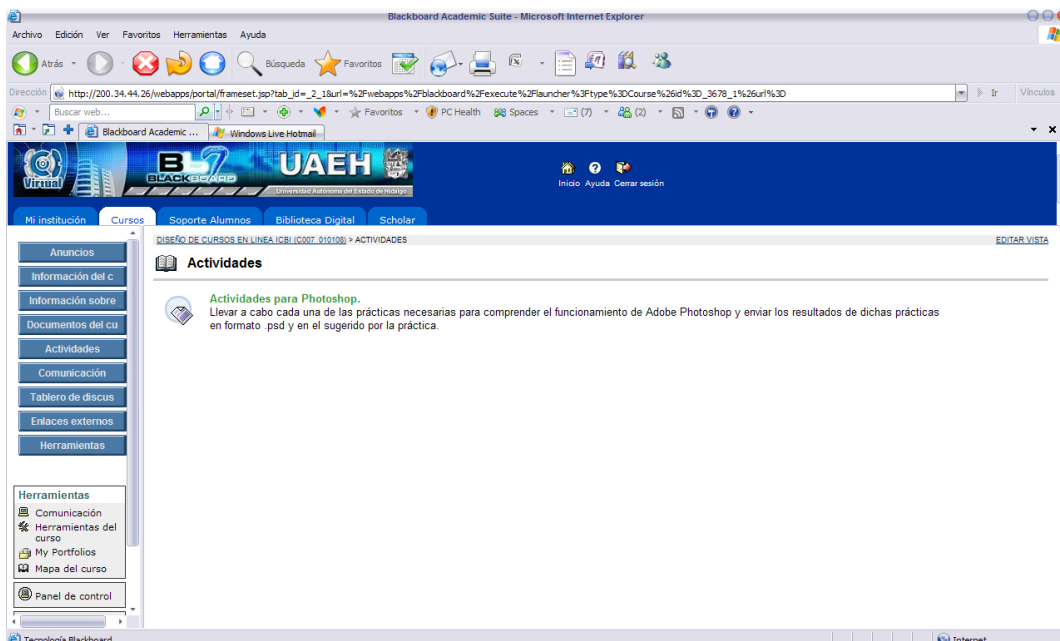 Blackboard Academic Suite - Microsoft Internet Explorer
Archivo Edición Ver Favoritos Herramientas Ayuda
Atrás Búsqueda Favoritos
Dirección http://200.34.44.26/webapps/portal/frameset.jsp?tab_id=_2_1&url=%2Fwebapps%2Fblackboard%2Fexecute%2Flauncher%3Ftype%3DCourse%26id%3D_3678_1%26url%3D Ir Vínculos
Buscar web... Favoritos PC Health Spaces (7) (2)
Blackboard Academic ... Windows Live Hotmail
Virtual BL7 BLACKBOARD UAEH
Universidad Autónoma del Estado de Hidalgo
Inicio Ayuda Cerrar sesión
Mi institución Cursos Soporte Alumnos Biblioteca Digital Scholar
DISEÑO DE CURSOS EN LINEA ICBI (C007_010108) > ACTIVIDADES EDITAR VISTA
Actividades
Actividades para Photoshop.
Llevar a cabo cada una de las prácticas necesarias para comprender el funcionamiento de Adobe Photoshop y enviar los resultados de dichas prácticas
en formato .psd y en el sugerido por la práctica.
Anuncios
Información del c
Información sobre
Documentos del cu
Actividades
Comunicación
Tablero de discus
Enlaces externos
Herramientas
Herramientas
Comunicación
Herramientas del
curso
My Portfolios
Mapa del curso
Panel de control
Tecnología Blackboard Internet